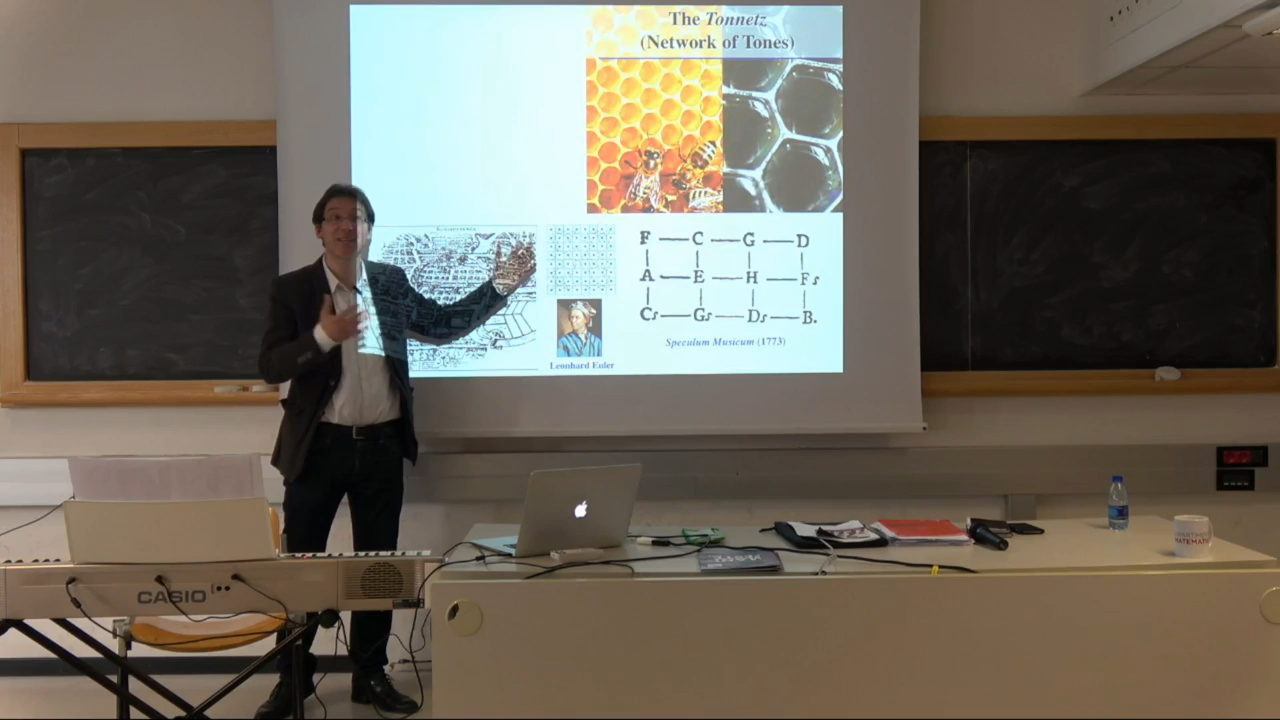 The Tonnetz
(Network of Tones)
F — C — G — D
A — E — H — Fs
Cs — Gs — Ds — B.
Speculum Musicum (1773)
Leonhard Euler
CASIO